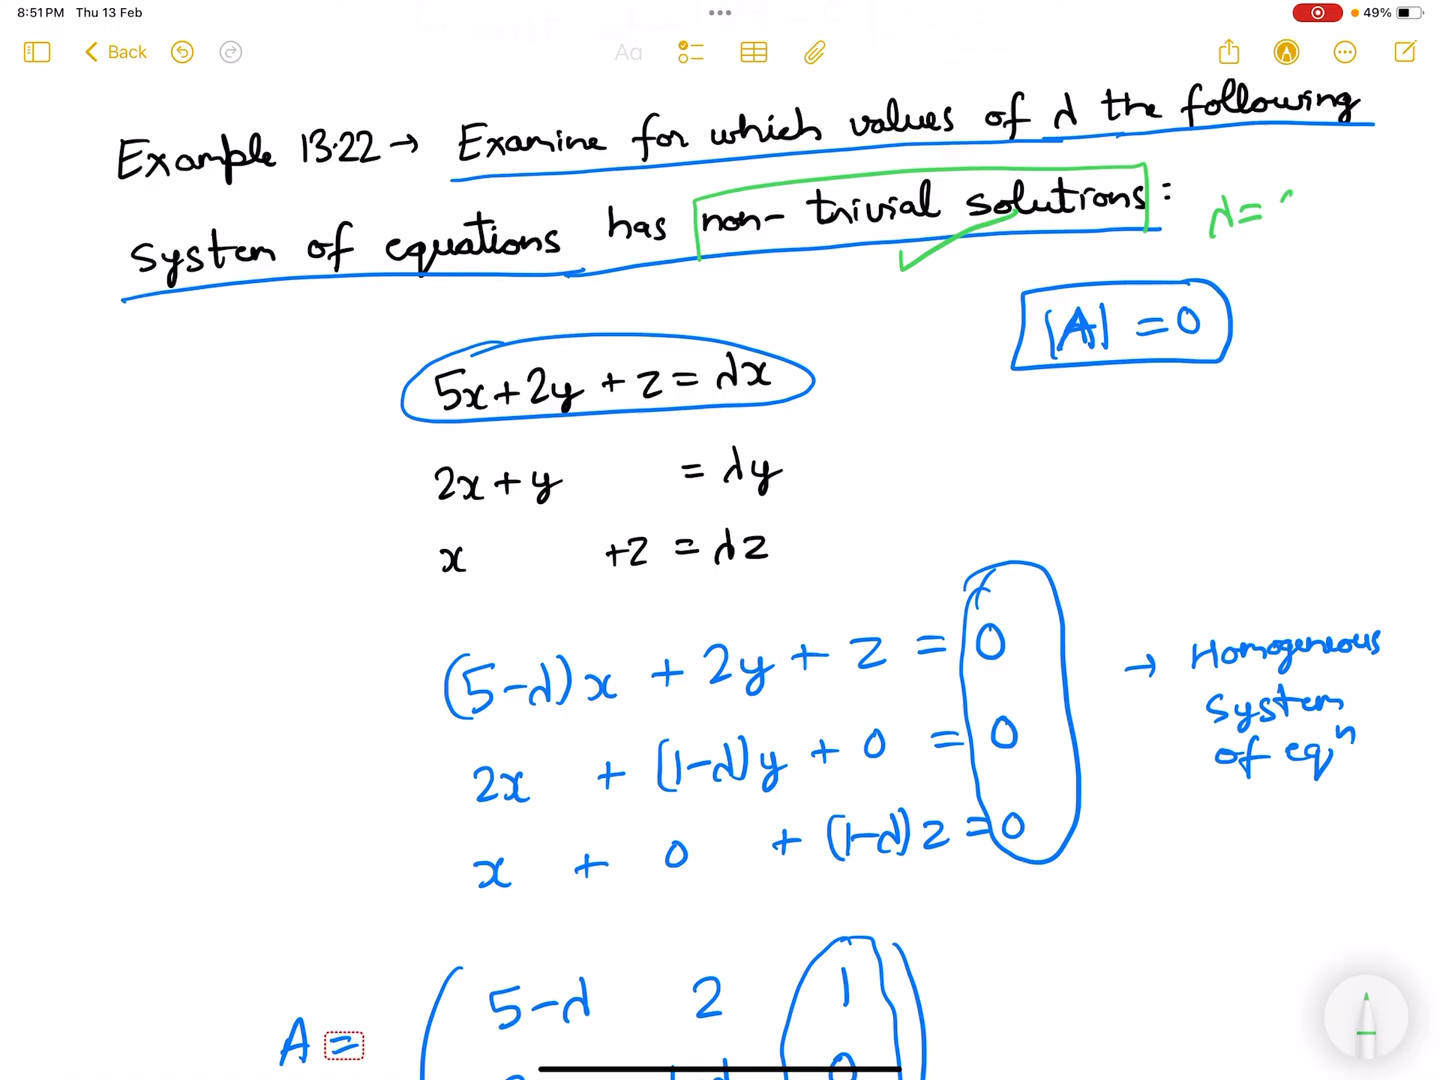 8:51 PM Thu 13 Feb
49%
Back
Aa
Example 13.22 → Examine for which values of λ the following
system of equations has non-trivial solutions:
λ=
|A| = 0
5x+2y+z = λx
2x+y = λy
x +z = λz
(5-λ)x + 2y + z = 0
2x + (1-λ)y + 0 = 0
x + 0 + (1-λ)z = 0
→ Homogeneous
system
of eqⁿ
5-λ 2 1
A =